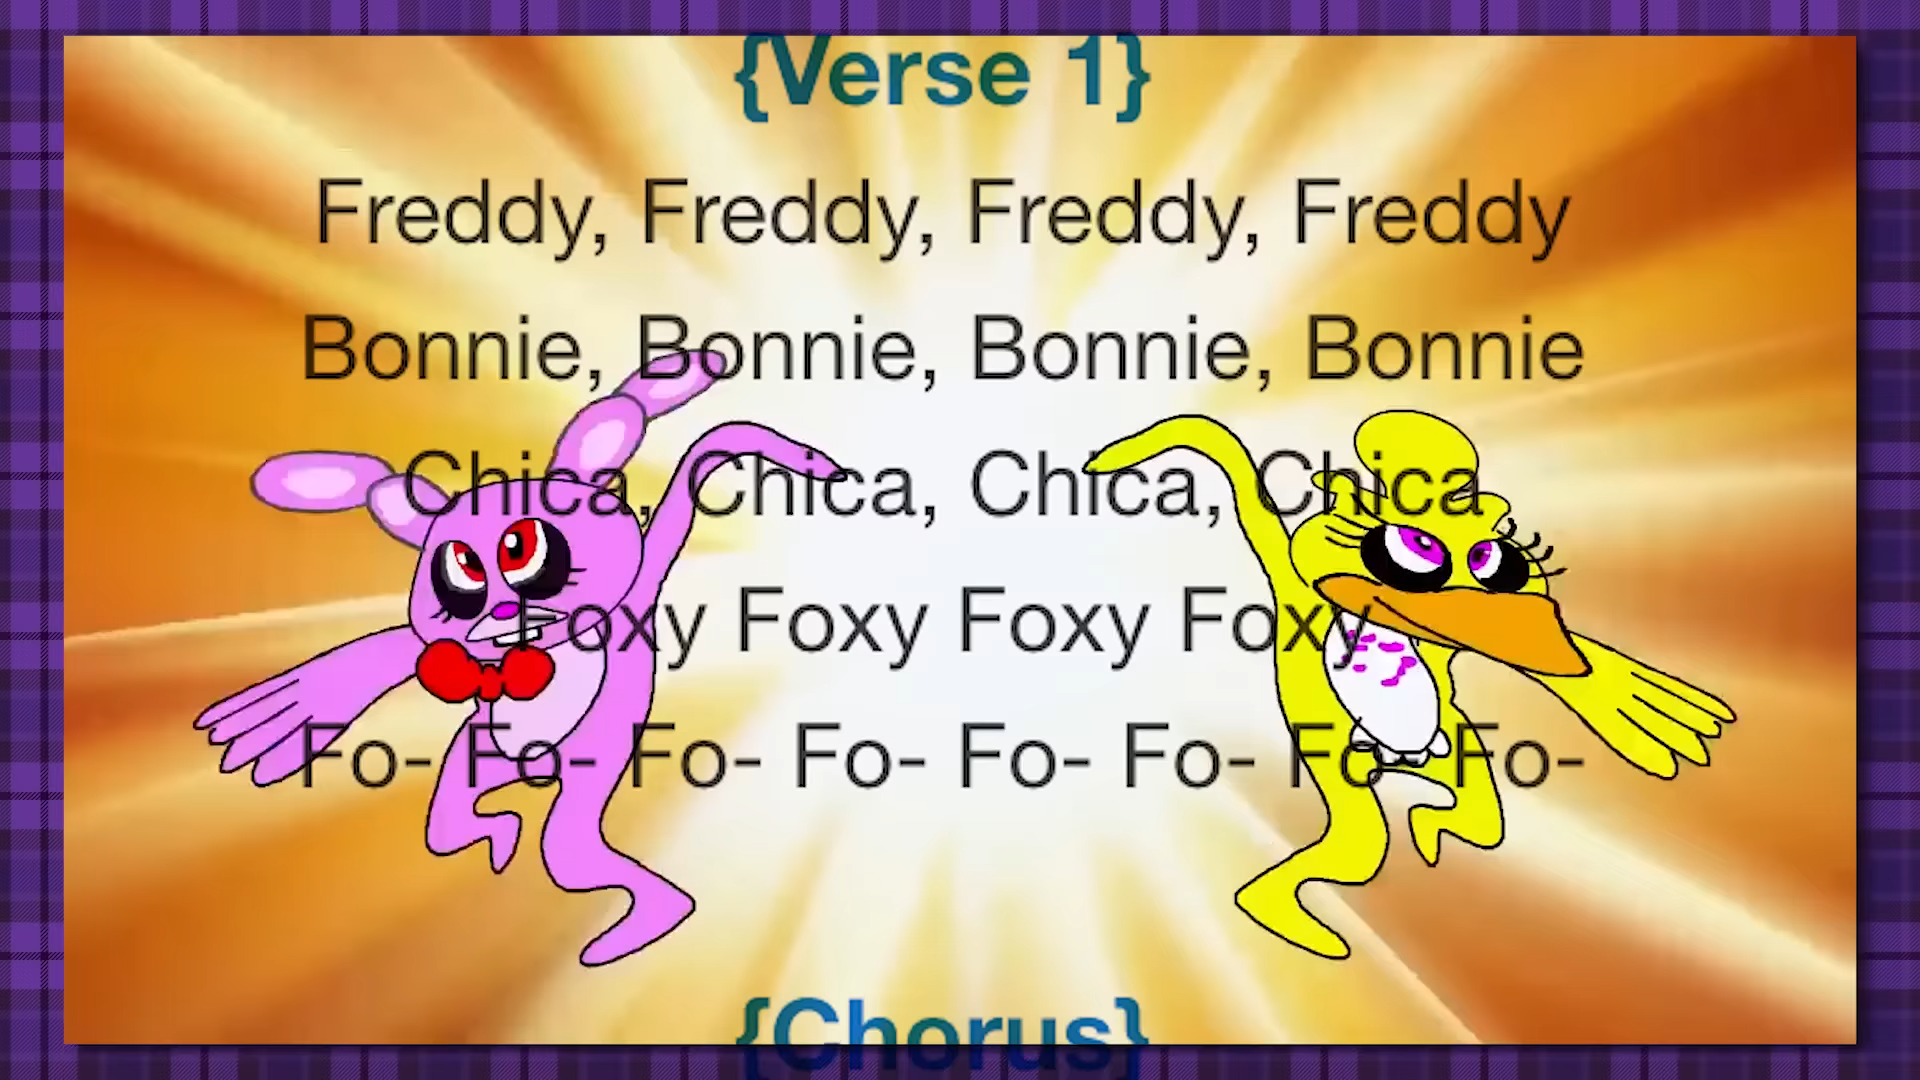 {Verse 1}
Freddy, Freddy, Freddy, Freddy
Bonnie, Bonnie, Bonnie, Bonnie
Chica, Chica, Chica, Chica
Foxy Foxy Foxy Foxy
Fo- Fo- Fo- Fo- Fo- Fo- Fo- Fo-
{Chorus}